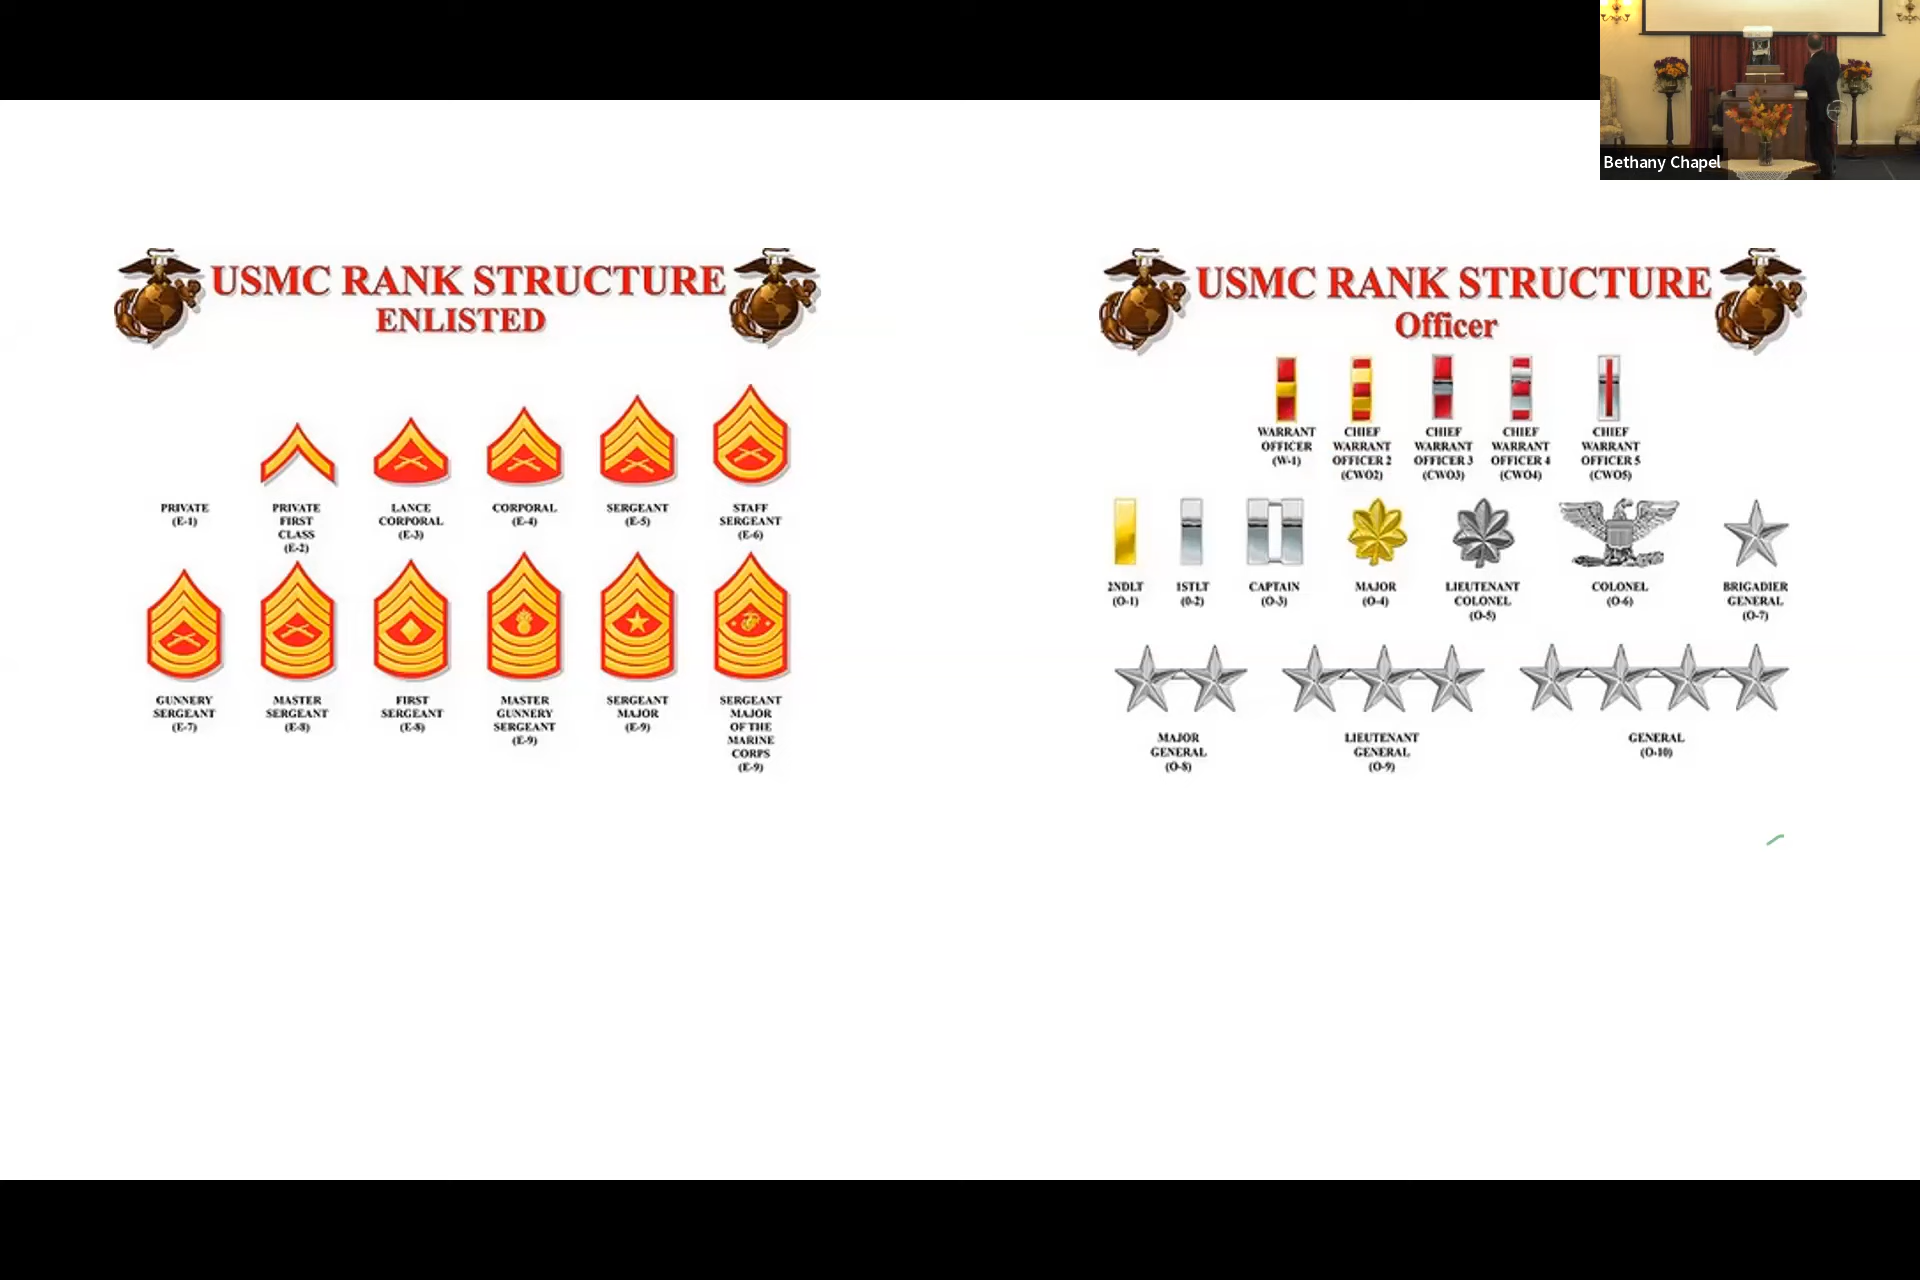 Bethany Chapel
USMC RANK STRUCTURE
ENLISTED
PRIVATE
(E-1)
PRIVATE
FIRST
CLASS
(E-2)
LANCE
CORPORAL
(E-3)
CORPORAL
(E-4)
SERGEANT
(E-5)
STAFF
SERGEANT
(E-6)
GUNNERY
SERGEANT
(E-7)
MASTER
SERGEANT
(E-8)
FIRST
SERGEANT
(E-8)
MASTER
GUNNERY
SERGEANT
(E-9)
SERGEANT
MAJOR
(E-9)
SERGEANT
MAJOR
OF THE
MARINE
CORPS
(E-9)
USMC RANK STRUCTURE
Officer
WARRANT
OFFICER
(W-1)
CHIEF
WARRANT
OFFICER 2
(CWO2)
CHIEF
WARRANT
OFFICER 3
(CWO3)
CHIEF
WARRANT
OFFICER 4
(CWO4)
CHIEF
WARRANT
OFFICER 5
(CWO5)
2NDLT
(O-1)
1STLT
(0-2)
CAPTAIN
(O-3)
MAJOR
(O-4)
LIEUTENANT
COLONEL
(O-5)
COLONEL
(O-6)
BRIGADIER
GENERAL
(O-7)
MAJOR
GENERAL
(O-8)
LIEUTENANT
GENERAL
(O-9)
GENERAL
(O-10)